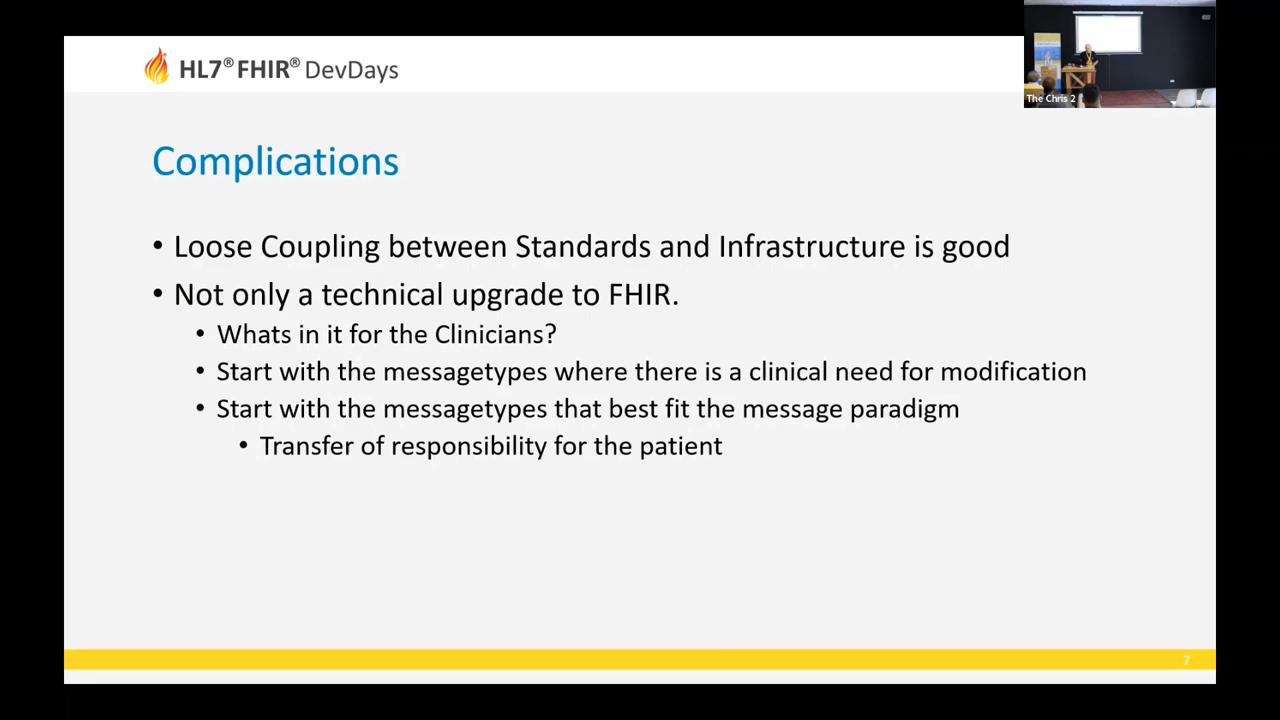 HL7® FHIR® DevDays
The Chris 2
Complications
• Loose Coupling between Standards and Infrastructure is good
• Not only a technical upgrade to FHIR.
• Whats in it for the Clinicians?
• Start with the messagetypes where there is a clinical need for modification
• Start with the messagetypes that best fit the message paradigm
• Transfer of responsibility for the patient
7